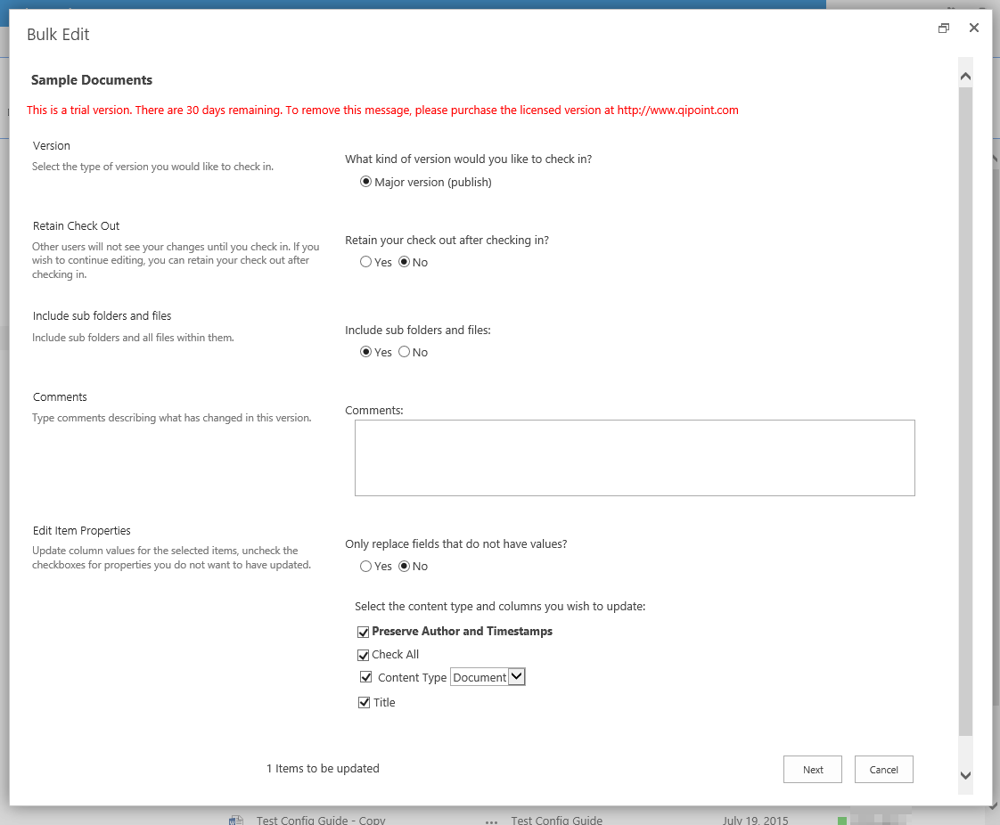 Bulk Edit
Sample Documents
This is a trial version. There are 30 days remaining. To remove this message, please purchase the licensed version at http://www.qipoint.com
Version
Select the type of version you would like to check in.
What kind of version would you like to check in?
Major version (publish)
Retain Check Out
Other users will not see your changes until you check in. If you
wish to continue editing, you can retain your check out after
checking in.
Retain your check out after checking in?
Yes No
Include sub folders and files
Include sub folders and all files within them.
Include sub folders and files:
Yes No
Comments
Type comments describing what has changed in this version.
Comments:
Edit Item Properties
Update column values for the selected items, uncheck the
checkboxes for properties you do not want to have updated.
Only replace fields that do not have values?
Yes No
Select the content type and columns you wish to update:
Preserve Author and Timestamps
Check All
Content Type Document
Title
1 Items to be updated
Next Cancel
Test Config Guide - Copy ... Test Config Guide July 19, 2015